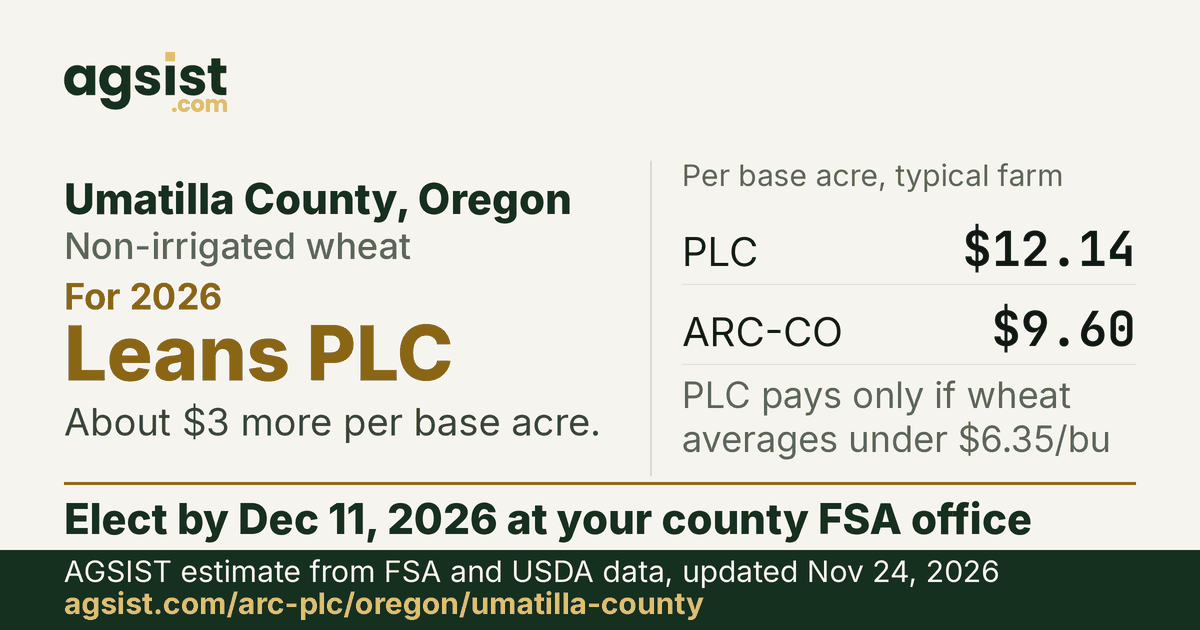 agsist
.com
Umatilla County, Oregon
Non-irrigated wheat
For 2026
Leans PLC
About $3 more per base acre.
Per base acre, typical farm
PLC $12.14
ARC-CO $9.60
PLC pays only if wheat
averages under $6.35/bu
Elect by Dec 11, 2026 at your county FSA office
AGSIST estimate from FSA and USDA data, updated Nov 24, 2026
agsist.com/arc-plc/oregon/umatilla-county